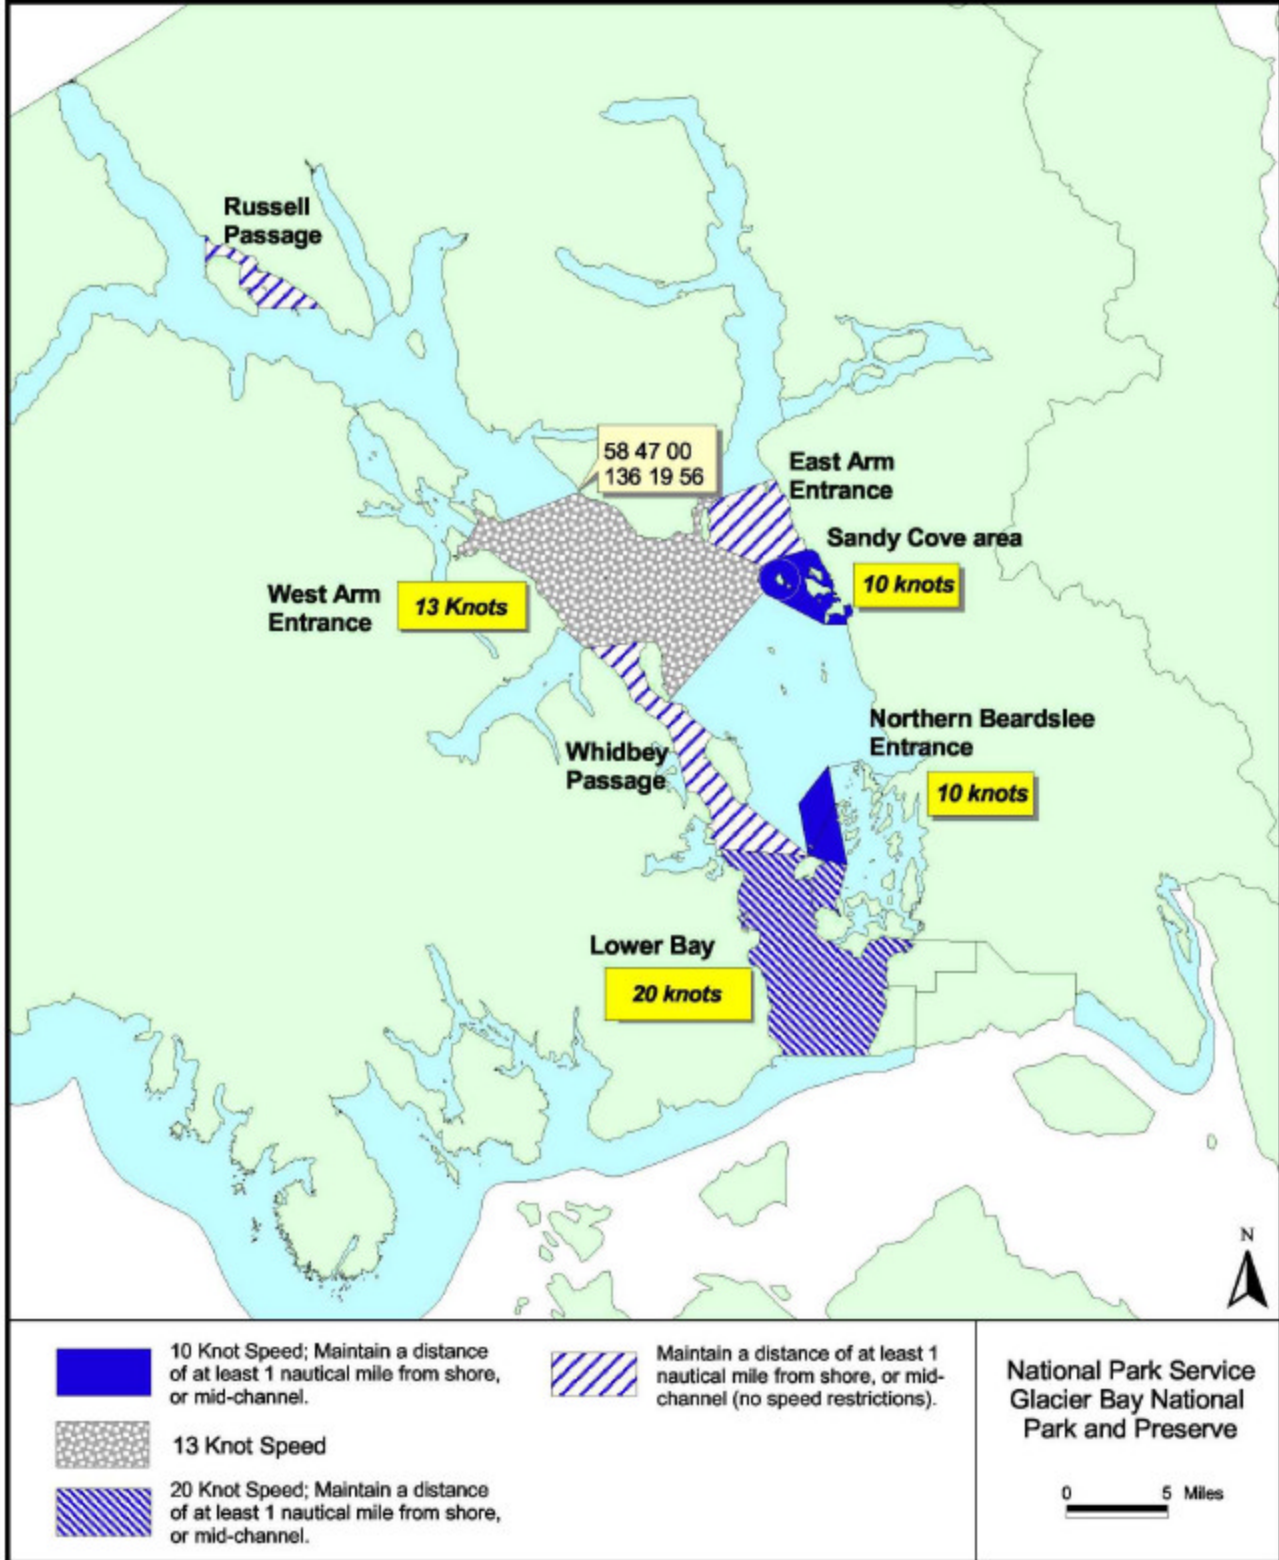 Russell
Passage
58 47 00
136 19 56
East Arm
Entrance
Sandy Cove area
10 knots
West Arm
Entrance
13 Knots
Northern Beardslee
Entrance
10 knots
Whidbey
Passage
Lower Bay
20 knots
N
10 Knot Speed; Maintain a distance
of at least 1 nautical mile from shore,
or mid-channel.
13 Knot Speed
20 Knot Speed; Maintain a distance
of at least 1 nautical mile from shore,
or mid-channel.
Maintain a distance of at least 1
nautical mile from shore, or mid-
channel (no speed restrictions).
National Park Service
Glacier Bay National
Park and Preserve
0 5 Miles